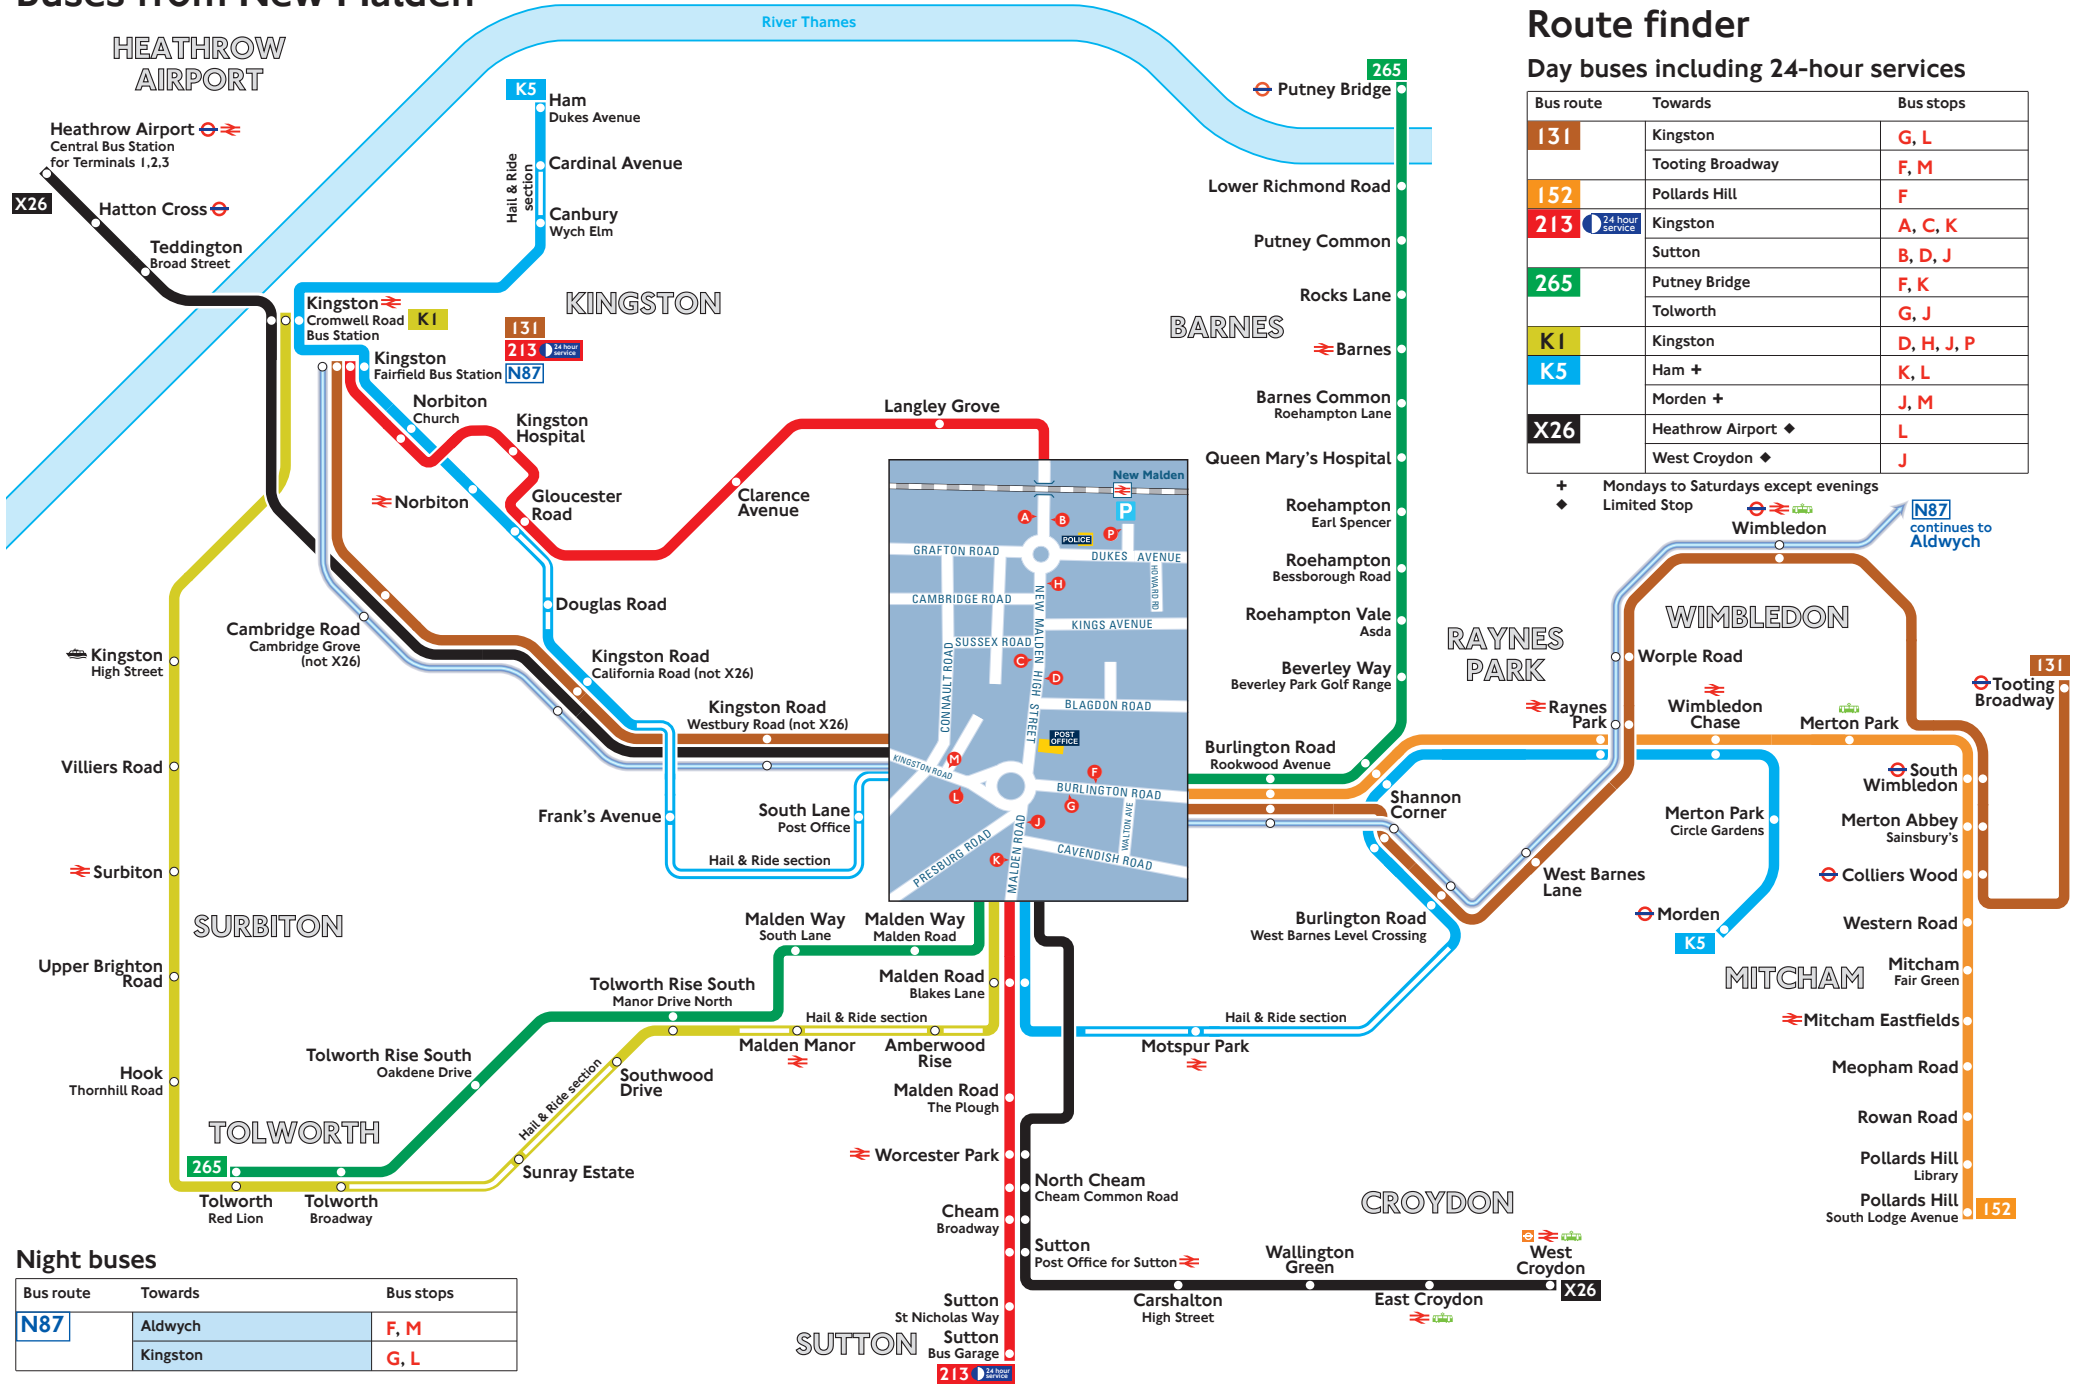 Buses from New Malden
River Thames
HEATHROW
AIRPORT
Heathrow Airport
Central Bus Station
for Terminals 1,2,3
X26
Hatton Cross
Teddington
Broad Street
K5
Ham
Dukes Avenue
Cardinal Avenue
Hail & Ride
section
Canbury
Wych Elm
Kingston
Cromwell Road
Bus Station
K1
KINGSTON
131
213
24 hour
service
N87
Kingston
Fairfield Bus Station
Norbiton
Church
Kingston
Hospital
Norbiton
Gloucester
Road
Langley Grove
Clarence
Avenue
Douglas Road
Cambridge Road
Cambridge Grove
(not X26)
Kingston Road
California Road (not X26)
Kingston Road
Westbury Road (not X26)
Kingston
High Street
Villiers Road
Surbiton
SURBITON
Upper Brighton
Road
Hook
Thornhill Road
TOLWORTH
265
Tolworth
Red Lion
Tolworth
Broadway
Frank's Avenue
South Lane
Post Office
Hail & Ride section
Malden Way
South Lane
Malden Way
Malden Road
Tolworth Rise South
Manor Drive North
Malden Road
Blakes Lane
Hail & Ride section
Tolworth Rise South
Oakdene Drive
Malden Manor
Amberwood
Rise
Southwood
Drive
Hail & Ride section
Sunray Estate
Malden Road
The Plough
Worcester Park
North Cheam
Cheam Common Road
Cheam
Broadway
Sutton
Post Office for Sutton
Sutton
St Nicholas Way
Sutton
Bus Garage
SUTTON
213
24 hour
service
Carshalton
High Street
Wallington
Green
East Croydon
CROYDON
West
Croydon
X26
New Malden
A
B
P
P
POLICE
GRAFTON ROAD
DUKES AVENUE
HOWARD RD
H
CAMBRIDGE ROAD
KINGS AVENUE
SUSSEX ROAD
NEW MALDEN HIGH STREET
CONNAULT ROAD
C
D
BLAGDON ROAD
POST
OFFICE
KINGSTON ROAD
M
L
F
BURLINGTON ROAD
G
J
WALTON AVE
PRESBURG ROAD
K
MALDEN ROAD
CAVENDISH ROAD
265
Putney Bridge
Lower Richmond Road
Putney Common
Rocks Lane
BARNES
Barnes
Barnes Common
Roehampton Lane
Queen Mary's Hospital
Roehampton
Earl Spencer
Roehampton
Bessborough Road
Roehampton Vale
Asda
Beverley Way
Beverley Park Golf Range
Burlington Road
Rookwood Avenue
Shannon
Corner
Burlington Road
West Barnes Level Crossing
Hail & Ride section
Motspur Park
West Barnes
Lane
RAYNES
PARK
Raynes
Park
Worple Road
WIMBLEDON
Wimbledon
N87
continues to
Aldwych
Wimbledon
Chase
Merton Park
Merton Park
Circle Gardens
Morden
K5
131
Tooting
Broadway
South
Wimbledon
Merton Abbey
Sainsbury's
Colliers Wood
Western Road
MITCHAM
Mitcham
Fair Green
Mitcham Eastfields
Meopham Road
Rowan Road
Pollards Hill
Library
Pollards Hill
South Lodge Avenue
152
Route finder
Day buses including 24-hour services
Bus route Towards Bus stops
131 Kingston G, L
Tooting Broadway F, M
152 Pollards Hill F
213 24 hour service Kingston A, C, K
Sutton B, D, J
265 Putney Bridge F, K
Tolworth G, J
K1 Kingston D, H, J, P
K5 Ham + K, L
Morden + J, M
X26 Heathrow Airport ◆ L
West Croydon ◆ J
+ Mondays to Saturdays except evenings
◆ Limited Stop
Night buses
Bus route Towards Bus stops
N87 Aldwych F, M
Kingston G, L